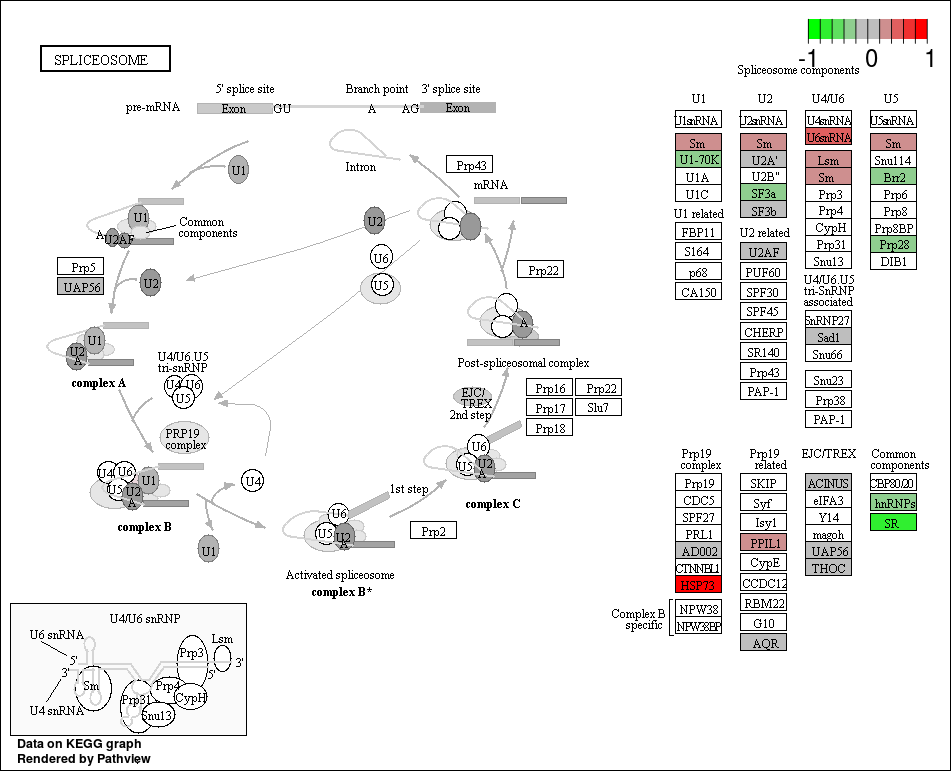 SPLICEOSOME
-1 0 1
Spliceosome components
5' splice site Branch point 3' splice site
pre-mRNA Exon GU A AG Exon
U1
Intron
Prp43
mRNA
U1
A U2AF
Common
components
Prp5
UAP56
U2
U2
U6
U5
Prp22
U1
U2
A
complex A
U4/U6.U5
tri-snRNP
U4 U6
U5
A
Post-spliceosomal complex
EJC/
TREX
2nd step
Prp16 Prp22
Prp17 Slu7
Prp18
PRP19
complex
U4 U6
U5 U1
U2
A
complex B
U4
U1
U6
U5 U2
A
1st step
Prp2
Activated spliceosome
complex B*
U6
U5 U2
A
complex C
U1
U1snRNA
Sm
U1-70K
U1A
U1C
U1 related
FBP11
S164
p68
CA150
U2
U2snRNA
Sm
U2A'
U2B"
SF3a
SF3b
U2 related
U2AF
PUF60
SPF30
SPF45
CHERP
SR140
Prp43
PAP-1
U4/U6
U4snRNA
U6snRNA
Lsm
Sm
Prp3
Prp4
CypH
Prp31
Snu13
U4/U6.U5
tri-SnRNP
associated
SnRNP27
Sad1
Snu66
Snu23
Prp38
PAP-1
U5
U5snRNA
Sm
Snu114
Brr2
Prp6
Prp8
Prp8BP
Prp28
DIB1
Prp19
complex
Prp19
CDC5
SPF27
PRL1
AD002
CTNNBL1
HSP73
Complex B
specific
NPW38
NPW38BP
Prp19
related
SKIP
Syf
Isy1
PPIL1
CypE
CCDC12
RBM22
G10
AQR
EJC/TREX
ACINUS
eIFA3
Y14
magoh
UAP56
THOC
Common
components
CBP80/20
hnRNPs
SR
U4/U6 snRNP
U6 snRNA
5'
3'
Sm
U4 snRNA
Prp3
Lsm
3'
5'
Prp4
Prp31
CypH
Snu13
Data on KEGG graph
Rendered by Pathview